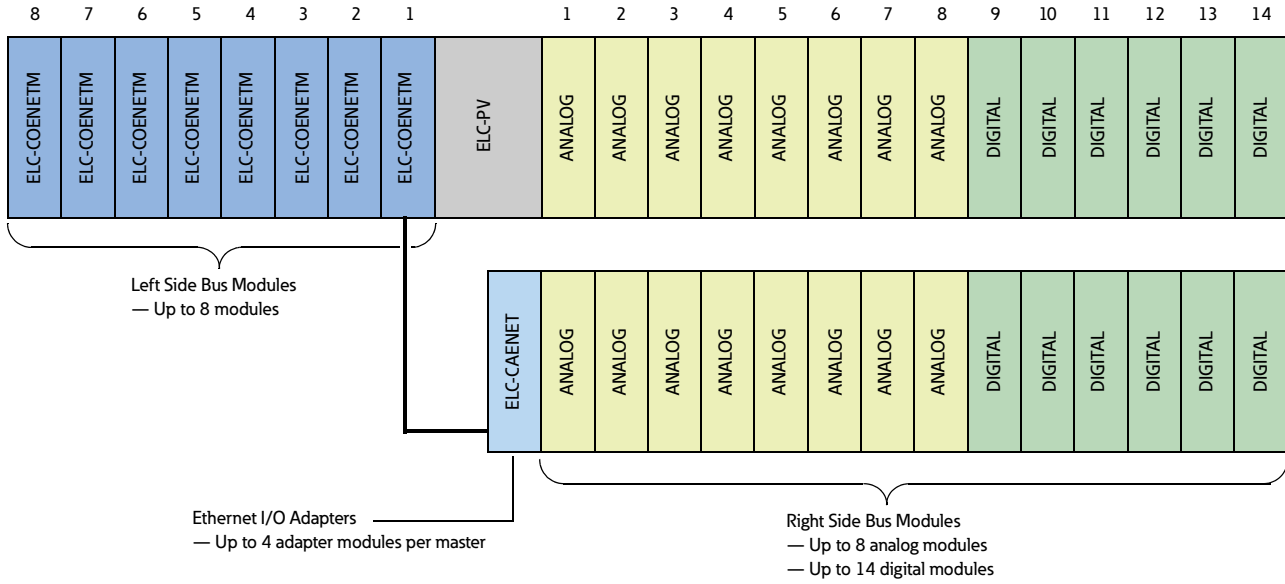 8 7 6 5 4 3 2 1 1 2 3 4 5 6 7 8 9 10 11 12 13 14
ELC-COENETM ELC-COENETM ELC-COENETM ELC-COENETM ELC-COENETM ELC-COENETM ELC-COENETM ELC-COENETM ELC-PV ANALOG ANALOG ANALOG ANALOG ANALOG ANALOG ANALOG ANALOG DIGITAL DIGITAL DIGITAL DIGITAL DIGITAL DIGITAL
Left Side Bus Modules
— Up to 8 modules
ELC-CAENET ANALOG ANALOG ANALOG ANALOG ANALOG ANALOG ANALOG ANALOG DIGITAL DIGITAL DIGITAL DIGITAL DIGITAL DIGITAL
Ethernet I/O Adapters
— Up to 4 adapter modules per master
Right Side Bus Modules
— Up to 8 analog modules
— Up to 14 digital modules